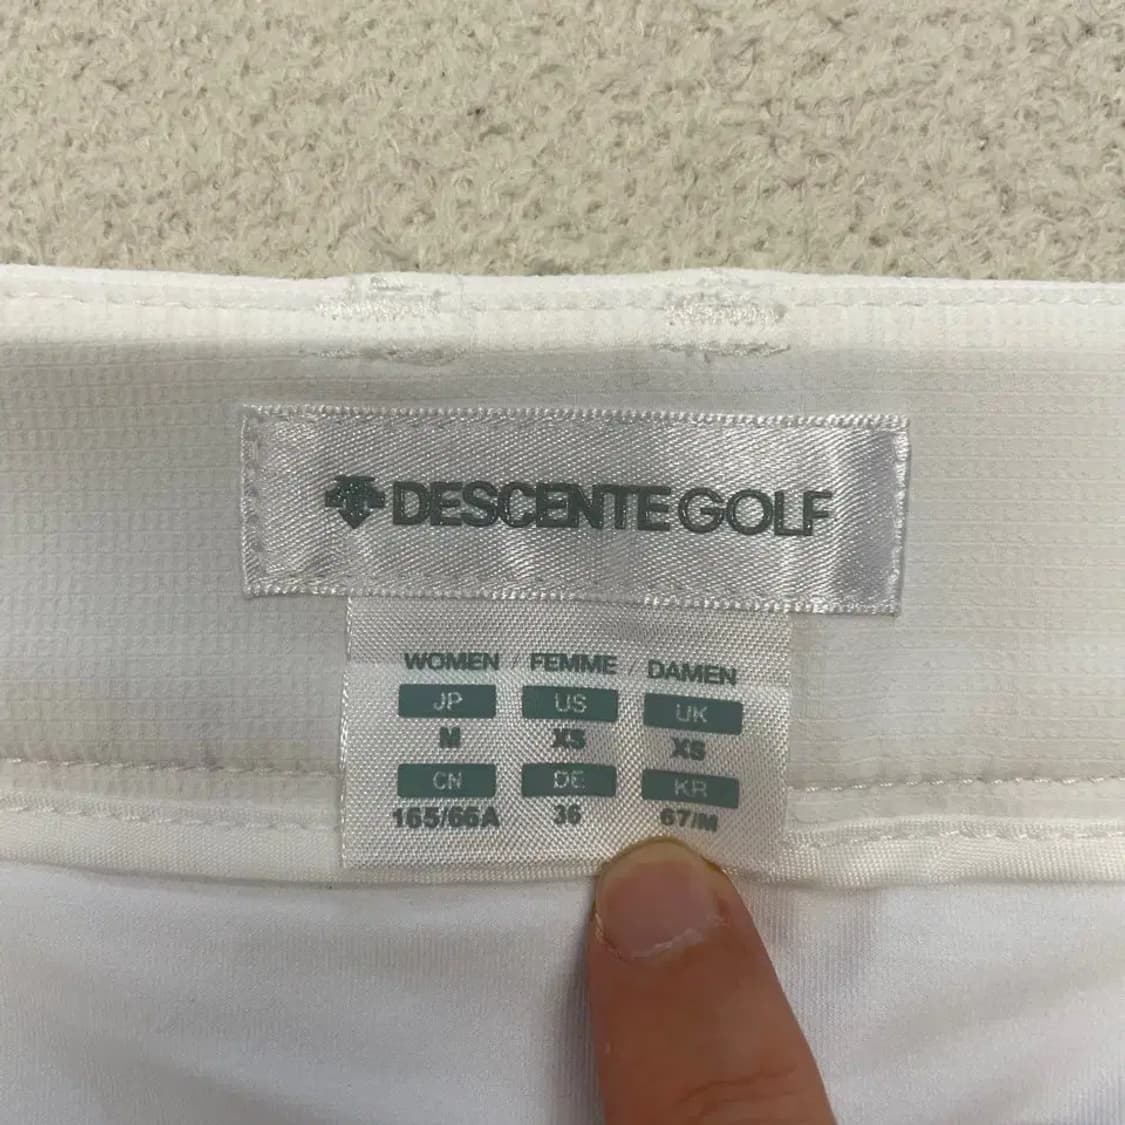 DESCENTE GOLF
WOMEN / FEMME / DAMEN
JP US UK
M XS XS
CN DE KR
165/66A 36 67/M